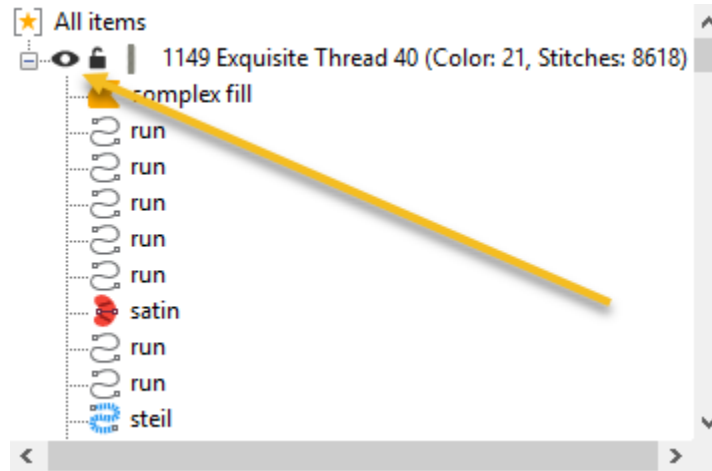 All items
1149 Exquisite Thread 40 (Color: 21, Stitches: 8618)
complex fill
run
run
run
run
run
satin
run
run
steil